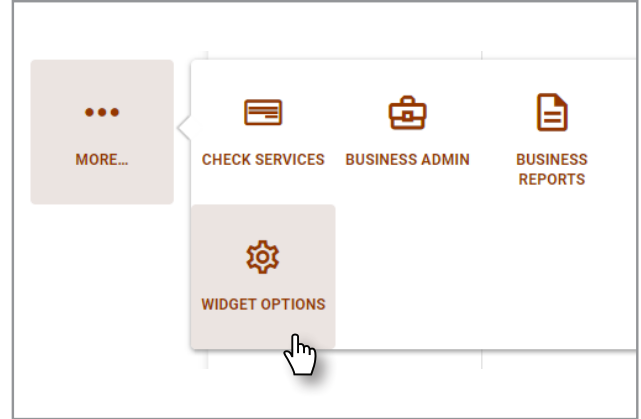 MORE...
CHECK SERVICES
BUSINESS ADMIN
BUSINESS
REPORTS
WIDGET OPTIONS